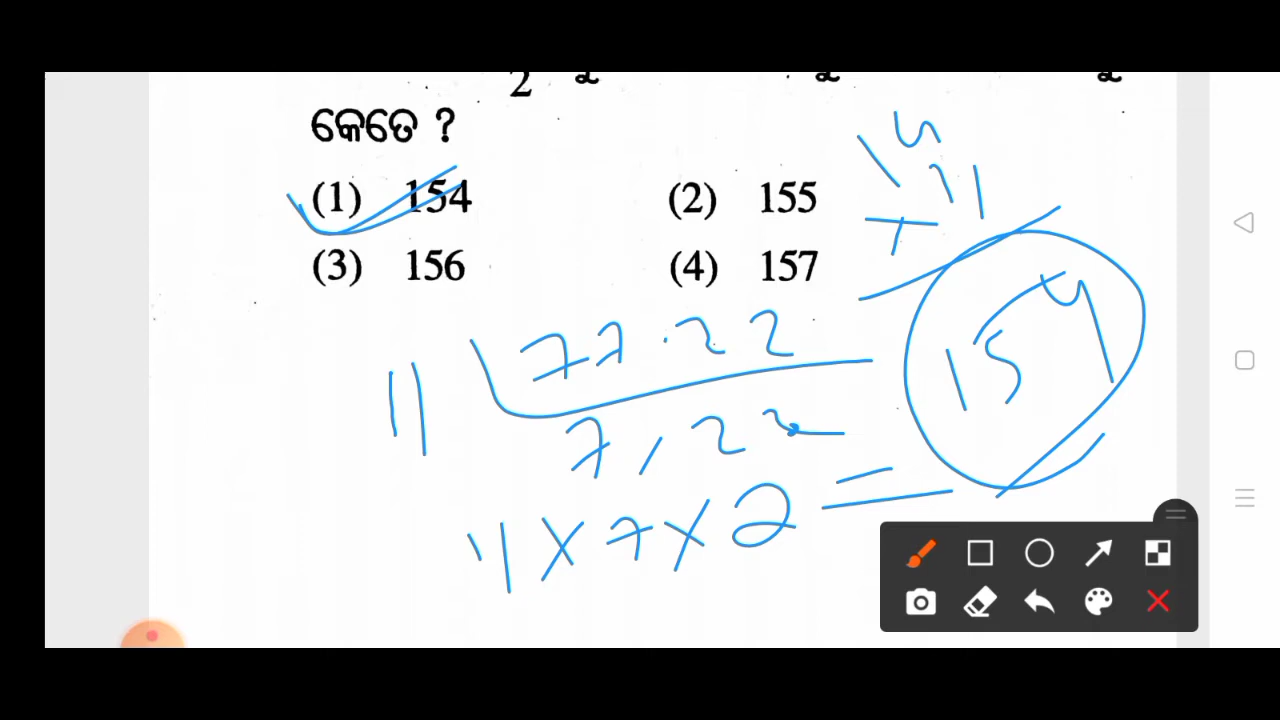 2
କେତେ ?
(1) 154 (2) 155
(3) 156 (4) 157
14
× 11
154
11 77, 22
7, 22
11 × 7 × 2 =